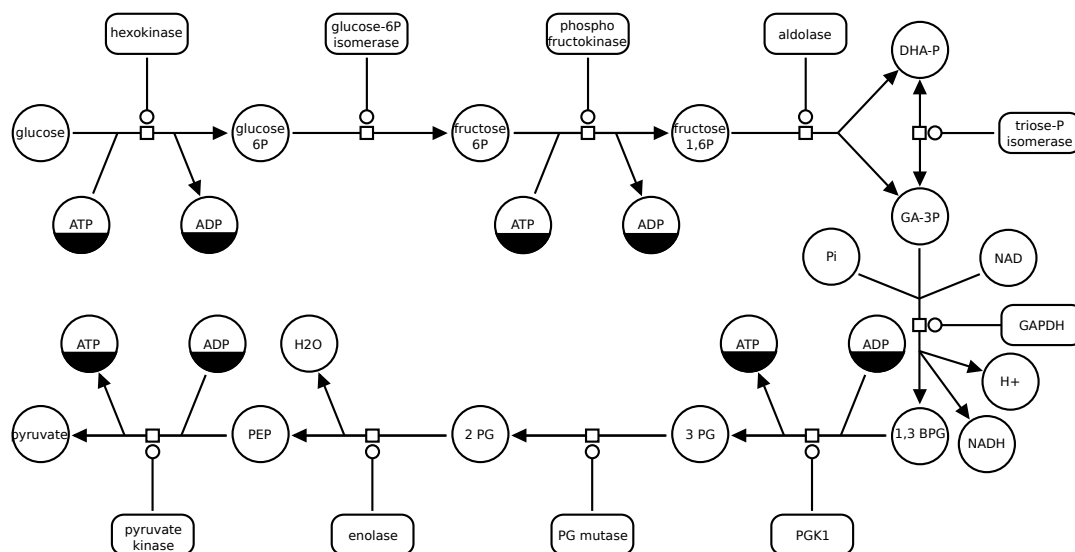 hexokinase
glucose-6P
isomerase
phospho
fructokinase
aldolase
DHA-P
glucose
glucose
6P
fructose
6P
fructose
1,6P
triose-P
isomerase
ATP
ADP
ATP
ADP
GA-3P
Pi
NAD
GAPDH
ATP
ADP
H2O
ATP
ADP
H+
pyruvate
PEP
2 PG
3 PG
1,3 BPG
NADH
pyruvate
kinase
enolase
PG mutase
PGK1